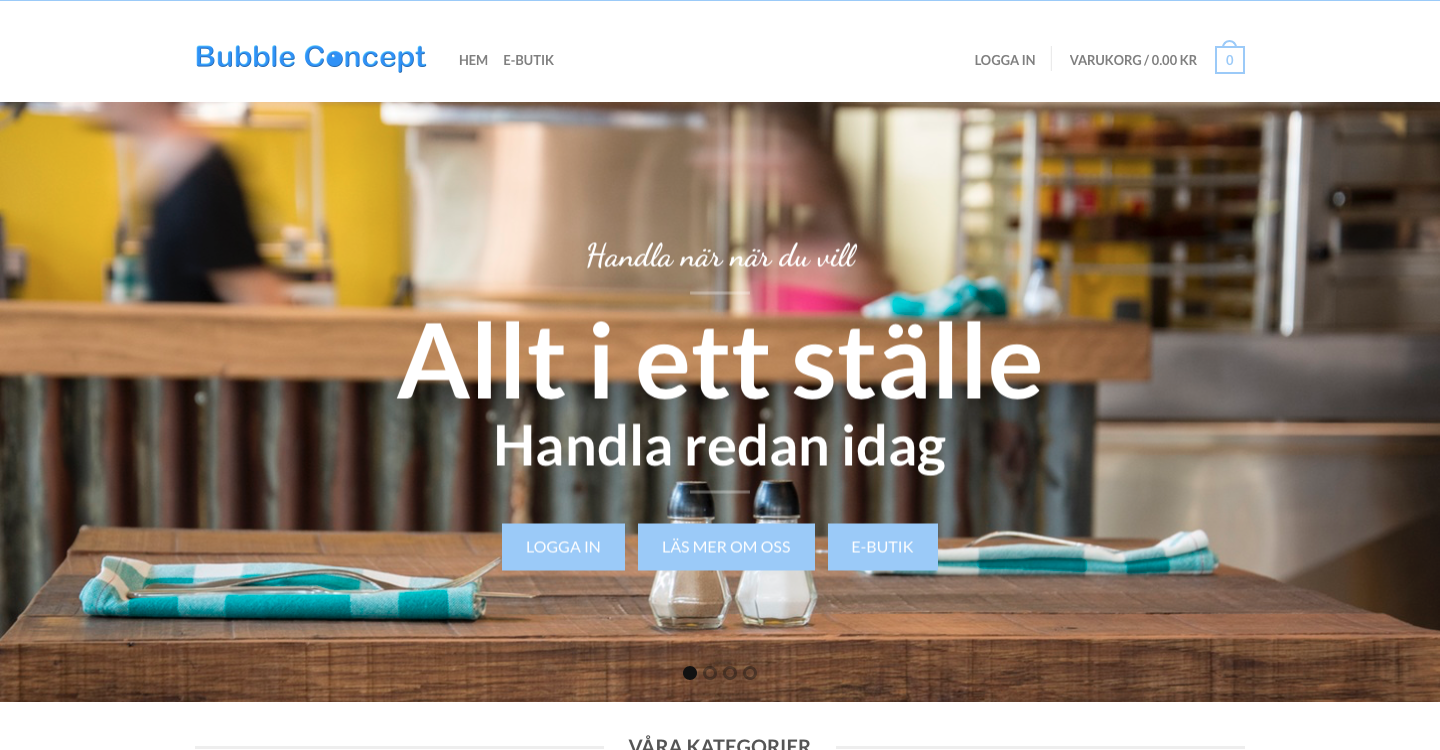 Bubble Concept
HEM E-BUTIK
LOGGA IN
VARUKORG / 0.00 KR
0
Handla när när du vill
Allt i ett ställe
Handla redan idag
LOGGA IN
LÄS MER OM OSS
E-BUTIK
VÅRA KATEGORIER